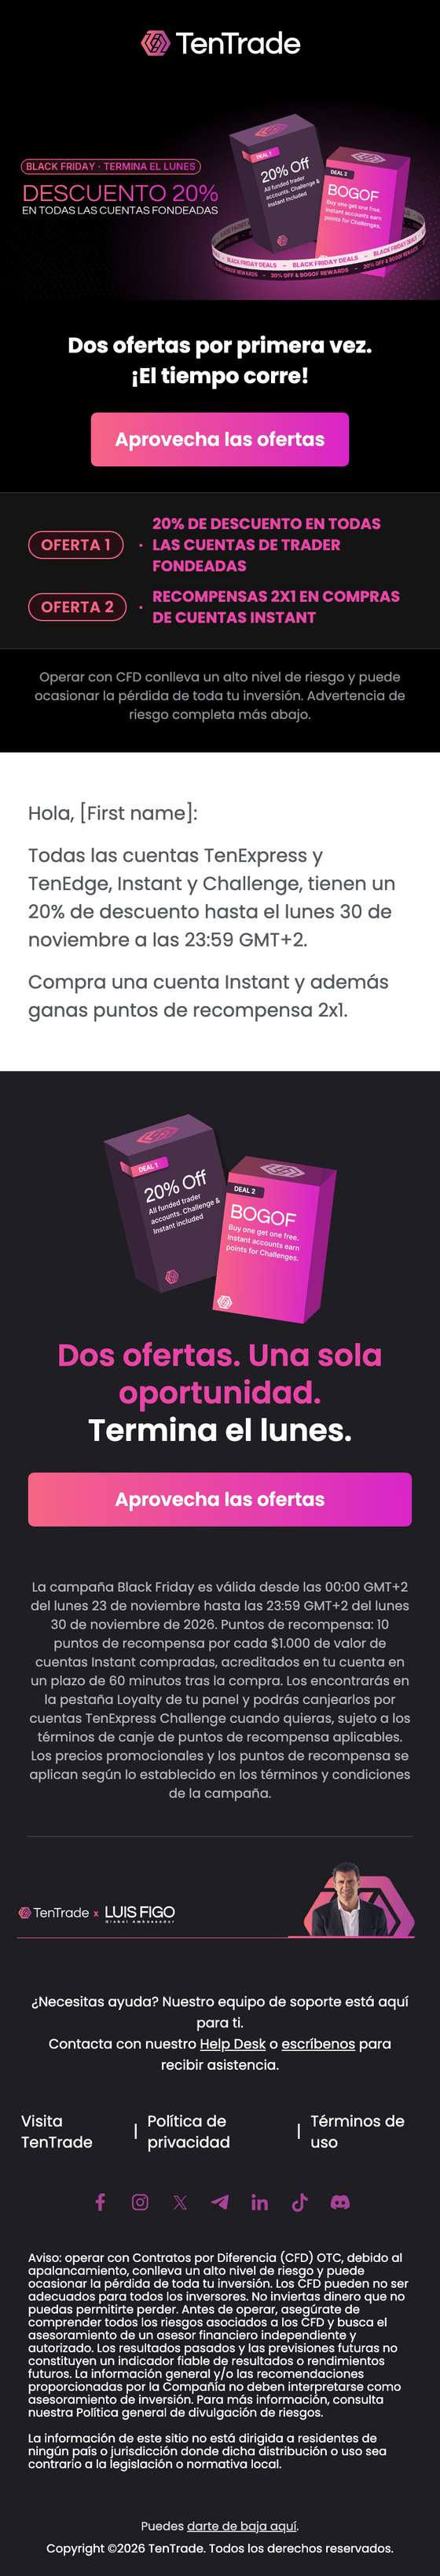 TenTrade
BLACK FRIDAY · TERMINA EL LUNES
DESCUENTO 20%
EN TODAS LAS CUENTAS FONDEADAS
DEAL 1
20% Off
All funded trader
accounts. Challenge &
Instant included
DEAL 2
BOGOF
Buy one get one free.
Instant accounts earn
points for Challenges.
BLACK FRIDAY DEALS – BLACK FRIDAY DEALS – BLACK FRIDAY
20% OFF & BOGOF REWARDS
Dos ofertas por primera vez.
¡El tiempo corre!
Aprovecha las ofertas
OFERTA 1
· 20% DE DESCUENTO EN TODAS
LAS CUENTAS DE TRADER
FONDEADAS
OFERTA 2
· RECOMPENSAS 2X1 EN COMPRAS
DE CUENTAS INSTANT
Operar con CFD conlleva un alto nivel de riesgo y puede
ocasionar la pérdida de toda tu inversión. Advertencia de
riesgo completa más abajo.
Hola, [First name]:
Todas las cuentas TenExpress y
TenEdge, Instant y Challenge, tienen un
20% de descuento hasta el lunes 30 de
noviembre a las 23:59 GMT+2.
Compra una cuenta Instant y además
ganas puntos de recompensa 2x1.
DEAL 1
20% Off
All funded trader
accounts. Challenge &
Instant included
DEAL 2
BOGOF
Buy one get one free.
Instant accounts earn
points for Challenges.
Dos ofertas. Una sola
oportunidad.
Termina el lunes.
Aprovecha las ofertas
La campaña Black Friday es válida desde las 00:00 GMT+2
del lunes 23 de noviembre hasta las 23:59 GMT+2 del lunes
30 de noviembre de 2026. Puntos de recompensa: 10
puntos de recompensa por cada $1.000 de valor de
cuentas Instant compradas, acreditados en tu cuenta en
un plazo de 60 minutos tras la compra. Los encontrarás en
la pestaña Loyalty de tu panel y podrás canjearlos por
cuentas TenExpress Challenge cuando quieras, sujeto a los
términos de canje de puntos de recompensa aplicables.
Los precios promocionales y los puntos de recompensa se
aplican según lo establecido en los términos y condiciones
de la campaña.
TenTrade x LUIS FIGO
Global Ambassador
¿Necesitas ayuda? Nuestro equipo de soporte está aquí
para ti.
Contacta con nuestro Help Desk o escríbenos para
recibir asistencia.
Visita
TenTrade
| Política de
privacidad
| Términos de
uso
Aviso: operar con Contratos por Diferencia (CFD) OTC, debido al
apalancamiento, conlleva un alto nivel de riesgo y puede
ocasionar la pérdida de toda tu inversión. Los CFD pueden no ser
adecuados para todos los inversores. No inviertas dinero que no
puedas permitirte perder. Antes de operar, asegúrate de
comprender todos los riesgos asociados a los CFD y busca el
asesoramiento de un asesor financiero independiente y
autorizado. Los resultados pasados y las previsiones futuras no
constituyen un indicador fiable de resultados o rendimientos
futuros. La información general y/o las recomendaciones
proporcionadas por la Compañía no deben interpretarse como
asesoramiento de inversión. Para más información, consulta
nuestra Política general de divulgación de riesgos.
La información de este sitio no está dirigida a residentes de
ningún país o jurisdicción donde dicha distribución o uso sea
contrario a la legislación o normativa local.
Puedes darte de baja aquí.
Copyright ©2026 TenTrade. Todos los derechos reservados.